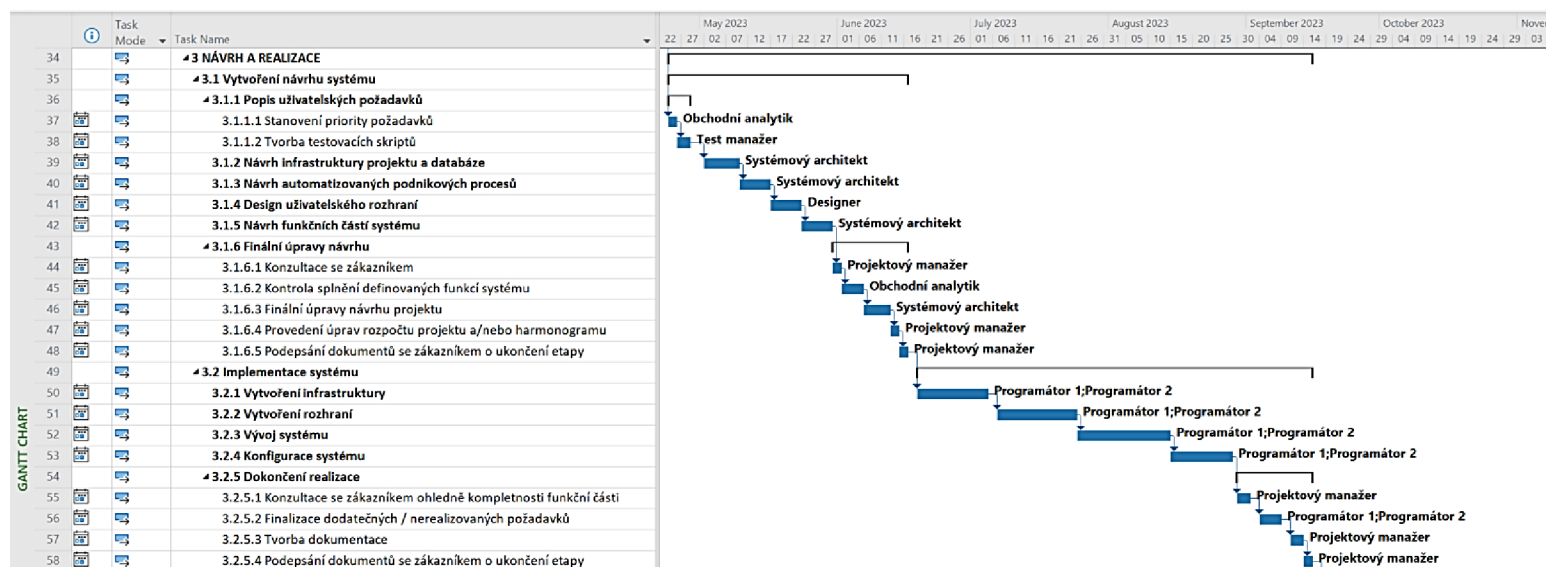 Task
Mode Task Name
May 2023 June 2023 July 2023 August 2023 September 2023 October 2023 Nove
22 27 02 07 12 17 22 27 01 06 11 16 21 26 01 06 11 16 21 26 31 05 10 15 20 25 30 04 09 14 19 24 29 04 09 14 19 24 29 03
34 3 NÁVRH A REALIZACE
35 3.1 Vytvoření návrhu systému
36 3.1.1 Popis uživatelských požadavků
37 3.1.1.1 Stanovení priority požadavků Obchodní analytik
38 3.1.1.2 Tvorba testovacích skriptů Test manažer
39 3.1.2 Návrh infrastruktury projektu a databáze Systémový architekt
40 3.1.3 Návrh automatizovaných podnikových procesů Systémový architekt
41 3.1.4 Design uživatelského rozhraní Designer
42 3.1.5 Návrh funkčních částí systému Systémový architekt
43 3.1.6 Finální úpravy návrhu
44 3.1.6.1 Konzultace se zákazníkem Projektový manažer
45 3.1.6.2 Kontrola splnění definovaných funkcí systému Obchodní analytik
46 3.1.6.3 Finální úpravy návrhu projektu Systémový architekt
47 3.1.6.4 Provedení úprav rozpočtu projektu a/nebo harmonogramu Projektový manažer
48 3.1.6.5 Podepsání dokumentů se zákazníkem o ukončení etapy Projektový manažer
49 3.2 Implementace systému
50 3.2.1 Vytvoření infrastruktury Programátor 1;Programátor 2
51 3.2.2 Vytvoření rozhraní Programátor 1;Programátor 2
52 3.2.3 Vývoj systému Programátor 1;Programátor 2
53 3.2.4 Konfigurace systému Programátor 1;Programátor 2
54 3.2.5 Dokončení realizace
55 3.2.5.1 Konzultace se zákazníkem ohledně kompletnosti funkční části Projektový manažer
56 3.2.5.2 Finalizace dodatečných / nerealizovaných požadavků Programátor 1;Programátor 2
57 3.2.5.3 Tvorba dokumentace Projektový manažer
58 3.2.5.4 Podepsání dokumentů se zákazníkem o ukončení etapy Projektový manažer
GANTT CHART